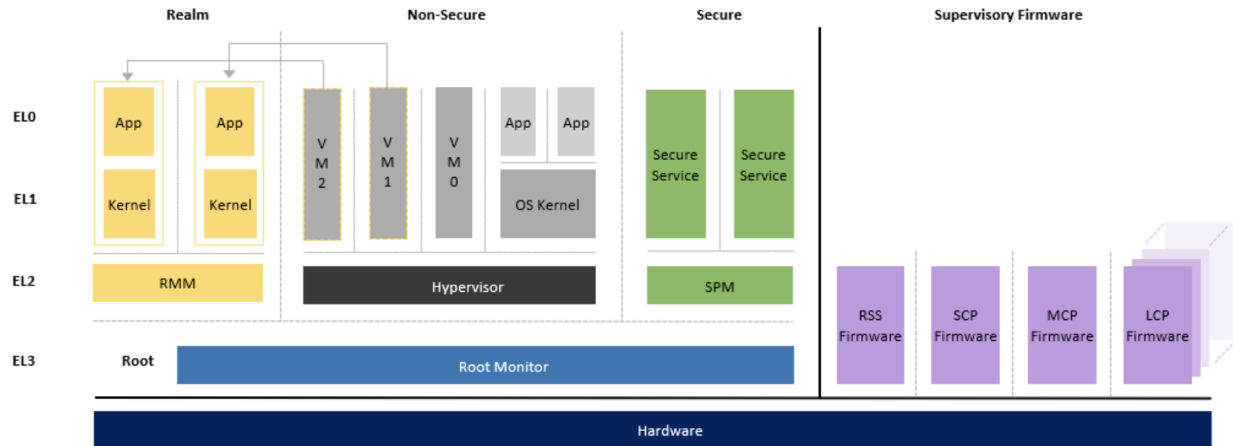 Realm
Non-Secure
Secure
Supervisory Firmware
EL0
App
App
V
M
2
V
M
1
V
M
0
App
App
Secure
Service
Secure
Service
EL1
Kernel
Kernel
OS Kernel
EL2
RMM
Hypervisor
SPM
RSS
Firmware
SCP
Firmware
MCP
Firmware
LCP
Firmware
EL3
Root
Root Monitor
Hardware